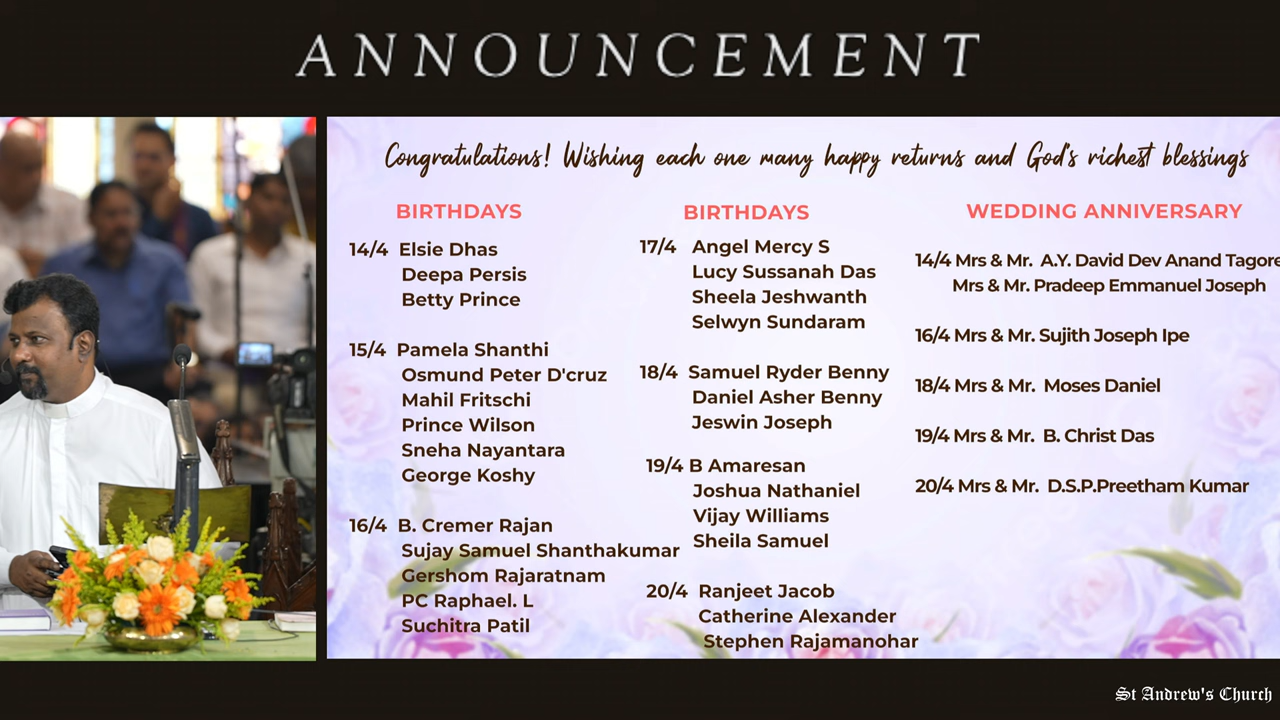 ANNOUNCEMENT
Congratulations! Wishing each one many happy returns and God's richest blessings
BIRTHDAYS
14/4 Elsie Dhas
Deepa Persis
Betty Prince
15/4 Pamela Shanthi
Osmund Peter D'cruz
Mahil Fritschi
Prince Wilson
Sneha Nayantara
George Koshy
16/4 B. Cremer Rajan
Sujay Samuel Shanthakumar
Gershom Rajaratnam
PC Raphael. L
Suchitra Patil
BIRTHDAYS
17/4 Angel Mercy S
Lucy Sussanah Das
Sheela Jeshwanth
Selwyn Sundaram
18/4 Samuel Ryder Benny
Daniel Asher Benny
Jeswin Joseph
19/4 B Amaresan
Joshua Nathaniel
Vijay Williams
Sheila Samuel
20/4 Ranjeet Jacob
Catherine Alexander
Stephen Rajamanohar
WEDDING ANNIVERSARY
14/4 Mrs & Mr. A.Y. David Dev Anand Tagore
Mrs & Mr. Pradeep Emmanuel Joseph
16/4 Mrs & Mr. Sujith Joseph Ipe
18/4 Mrs & Mr. Moses Daniel
19/4 Mrs & Mr. B. Christ Das
20/4 Mrs & Mr. D.S.P.Preetham Kumar
St Andrew's Church